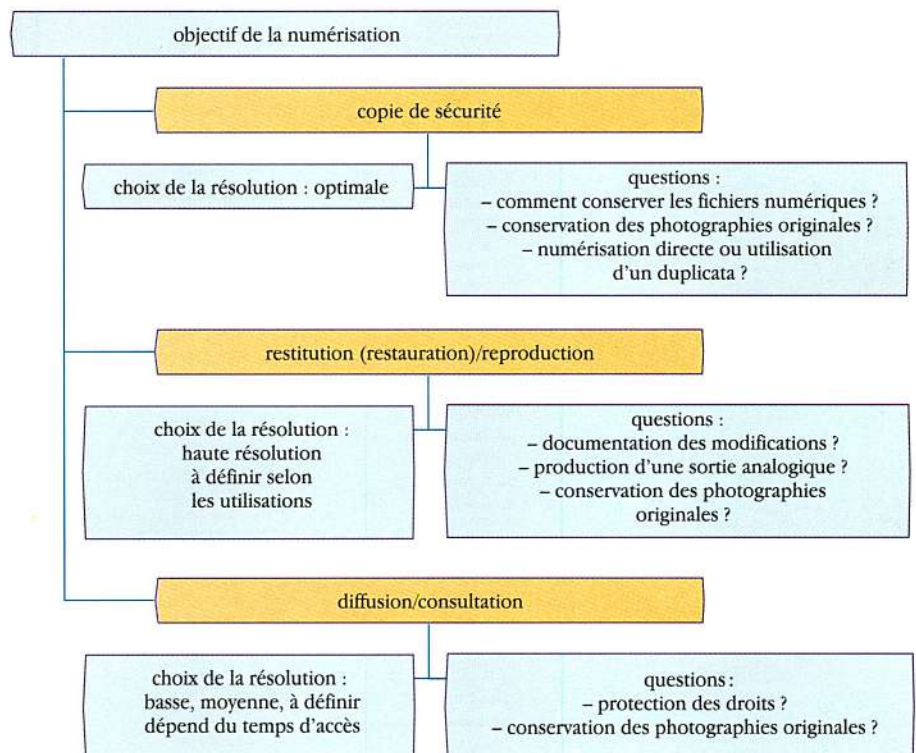 objectif de la numérisation
copie de sécurité
choix de la résolution : optimale
questions :
– comment conserver les fichiers numériques ?
– conservation des photographies originales ?
– numérisation directe ou utilisation
d'un duplicata ?
restitution (restauration)/reproduction
choix de la résolution :
haute résolution
à définir selon
les utilisations
questions :
– documentation des modifications ?
– production d'une sortie analogique ?
– conservation des photographies
originales ?
diffusion/consultation
choix de la résolution :
basse, moyenne, à définir
dépend du temps d'accès
questions :
– protection des droits ?
– conservation des photographies originales ?